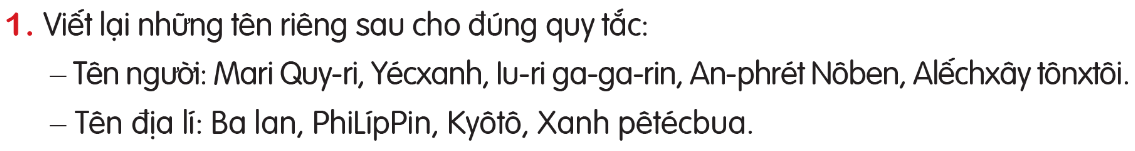 1. Viết lại những tên riêng sau cho đúng quy tắc:
– Tên người: Mari Quy-ri, Yécxanh, Iu-ri ga-ga-rin, An-phrét Nôben, Alếchxây tônxtôi.
– Tên địa lí: Ba lan, PhiLípPin, Kyôtô, Xanh pêtécbua.